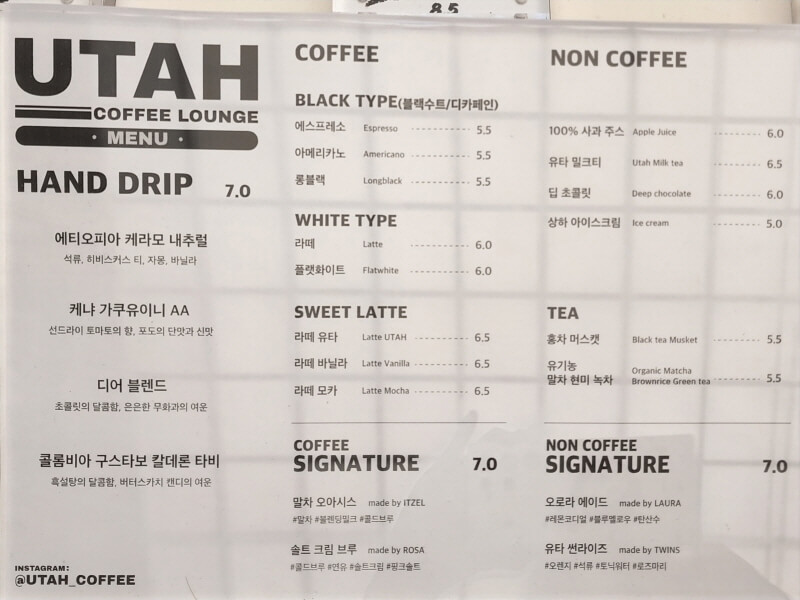 8.5
UTAH
COFFEE LOUNGE
· MENU ·
HAND DRIP 7.0
에티오피아 케라모 내추럴
석류, 히비스커스 티, 자몽, 바닐라
케냐 가쿠유이니 AA
선드라이 토마토의 향, 포도의 단맛과 신맛
디어 블렌드
초콜릿의 달콤함, 은은한 무화과의 여운
콜롬비아 구스타보 칼데론 타비
흑설탕의 달콤함, 버터스카치 캔디의 여운
INSTAGRAM:
@UTAH_COFFEE
COFFEE
BLACK TYPE(블랙수트/디카페인)
에스프레소 Espresso 5.5
아메리카노 Americano 5.5
롱블랙 Longblack 5.5
WHITE TYPE
라떼 Latte 6.0
플랫화이트 Flatwhite 6.0
SWEET LATTE
라떼 유타 Latte UTAH 6.5
라떼 바닐라 Latte Vanilla 6.5
라떼 모카 Latte Mocha 6.5
COFFEE
SIGNATURE 7.0
말차 오아시스 made by ITZEL
#말차 #블렌딩밀크 #콜드브루
솔트 크림 브루 made by ROSA
#콜드브루 #연유 #솔트크림 #핑크솔트
NON COFFEE
100% 사과 주스 Apple Juice 6.0
유타 밀크티 Utah Milk tea 6.5
딥 초콜릿 Deep chocolate 6.0
상하 아이스크림 Ice cream 5.0
TEA
홍차 머스캣 Black tea Musket 5.5
유기농 Organic Matcha
말차 현미 녹차 Brownrice Green tea 5.5
NON COFFEE
SIGNATURE 7.0
오로라 에이드 made by LAURA
#레몬코디얼 #블루멜로우 #탄산수
유타 썬라이즈 made by TWINS
#오렌지 #석류 #토닉워터 #로즈마리